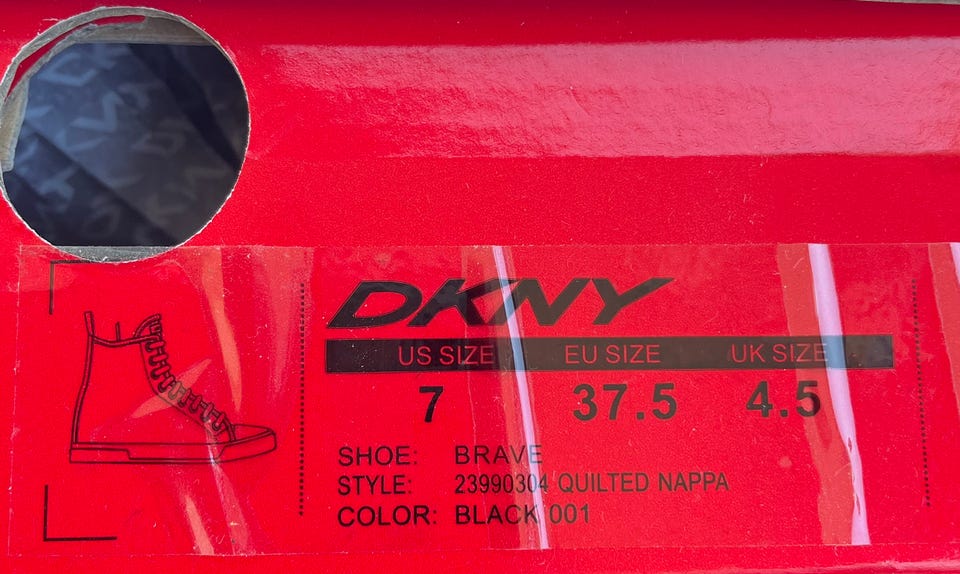 DKNY
US SIZE EU SIZE UK SIZE
7 37.5 4.5
SHOE: BRAVE
STYLE: 23990304 QUILTED NAPPA
COLOR: BLACK 001